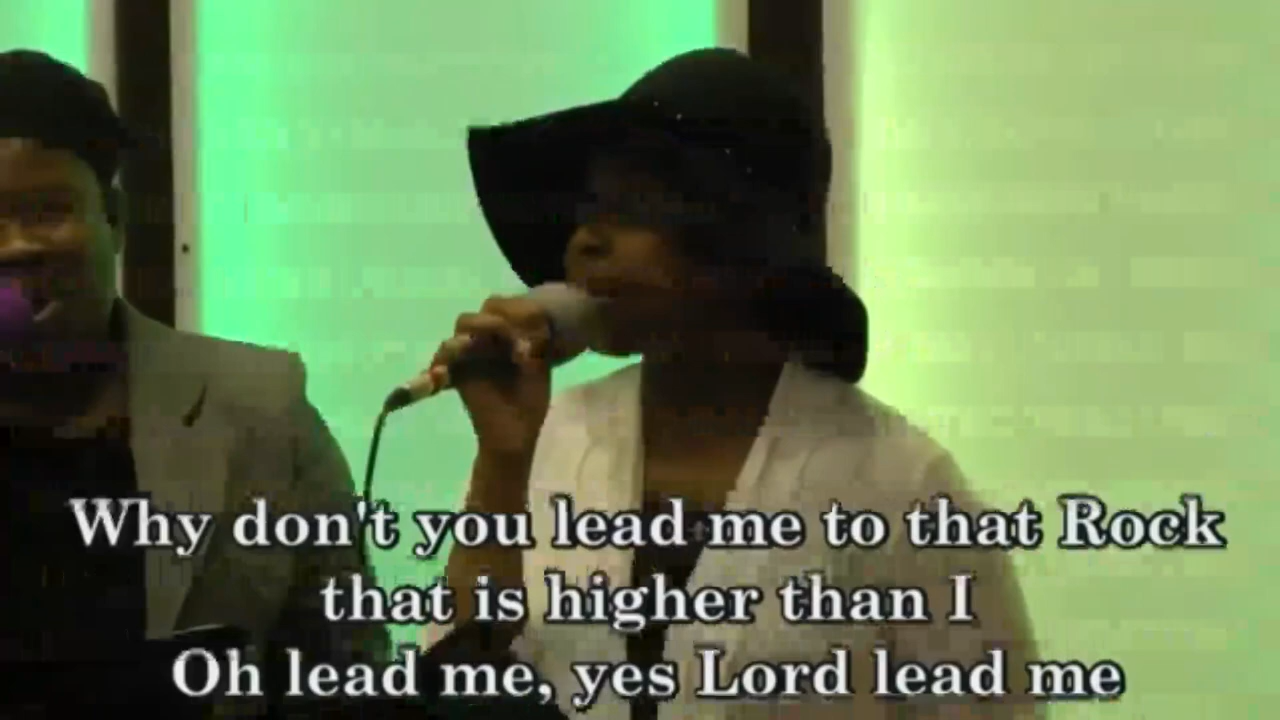 Why don't you lead me to that Rock
that is higher than I
Oh lead me, yes Lord lead me